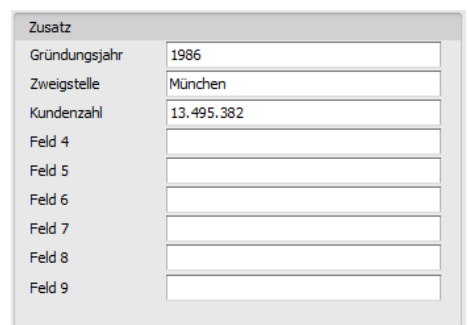 Zusatz
Gründungsjahr 1986
Zweigstelle München
Kundenzahl 13.495.382
Feld 4
Feld 5
Feld 6
Feld 7
Feld 8
Feld 9